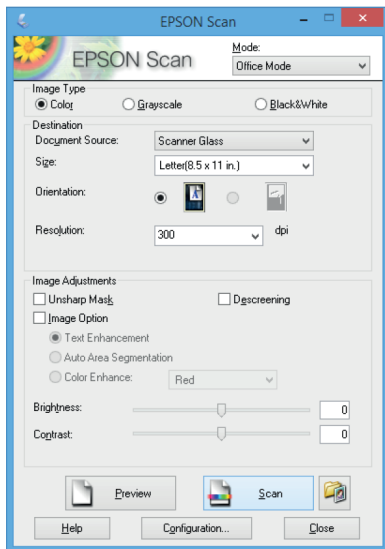 EPSON Scan
EPSON Scan
Mode:
Office Mode
Image Type
Color
Grayscale
Black&White
Destination
Document Source:
Scanner Glass
Size:
Letter(8.5 x 11 in.)
Orientation:
Resolution:
300
dpi
Image Adjustments
Unsharp Mask
Descreening
Image Option
Text Enhancement
Auto Area Segmentation
Color Enhance:
Red
Brightness:
0
Contrast:
0
Preview
Scan
Help
Configuration...
Close